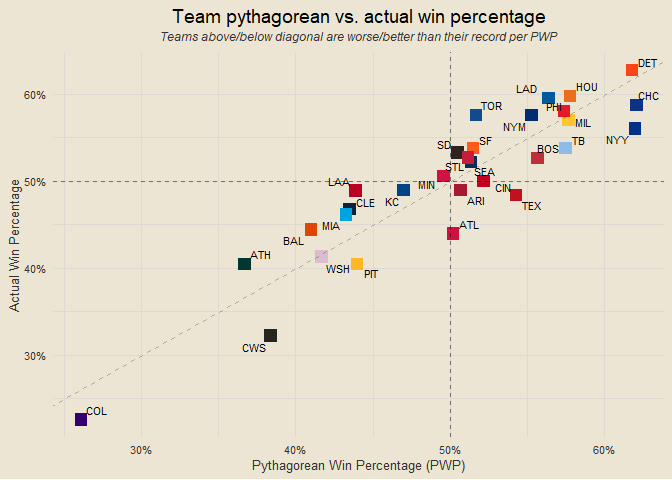 Team pythagorean vs. actual win percentage
Teams above/below diagonal are worse/better than their record per PWP
DET
LAD
HOU
CHC
TOR
PHI
NYM
MIL
NYY
SD
SF
TB
BOS
STL
SEA
LAA
MIN
CIN
CLE
KC
ARI
TEX
MIA
BAL
ATL
ATH
WSH
PIT
CWS
COL
60%
50%
40%
30%
Actual Win Percentage
30%
40%
50%
60%
Pythagorean Win Percentage (PWP)